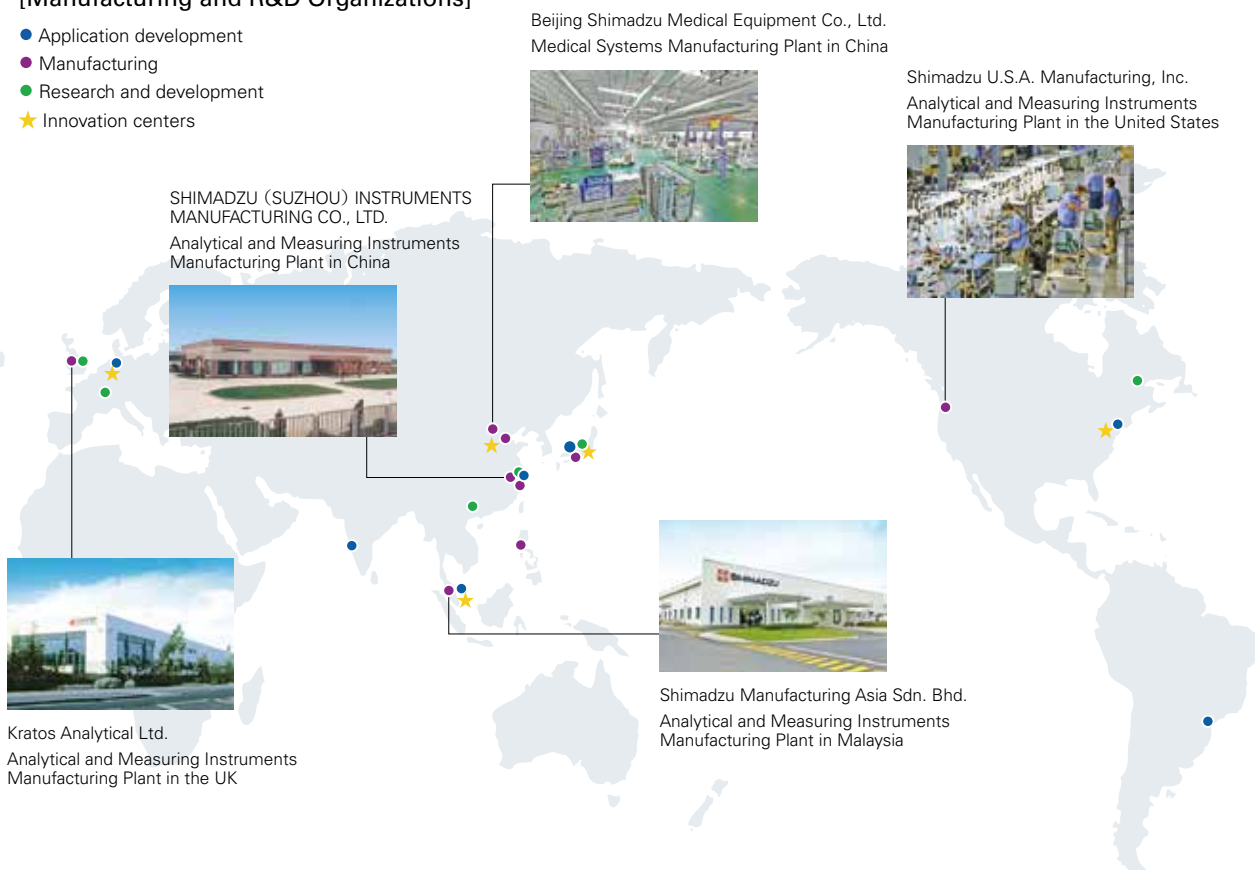 [Manufacturing and R&D Organizations]
Application development
Manufacturing
Research and development
Innovation centers
Beijing Shimadzu Medical Equipment Co., Ltd.
Medical Systems Manufacturing Plant in China
Shimadzu U.S.A. Manufacturing, Inc.
Analytical and Measuring Instruments
Manufacturing Plant in the United States
SHIMADZU (SUZHOU) INSTRUMENTS
MANUFACTURING CO., LTD.
Analytical and Measuring Instruments
Manufacturing Plant in China
SHIMADZU
Shimadzu Manufacturing Asia Sdn. Bhd.
Analytical and Measuring Instruments
Manufacturing Plant in Malaysia
Kratos Analytical Ltd.
Analytical and Measuring Instruments
Manufacturing Plant in the UK